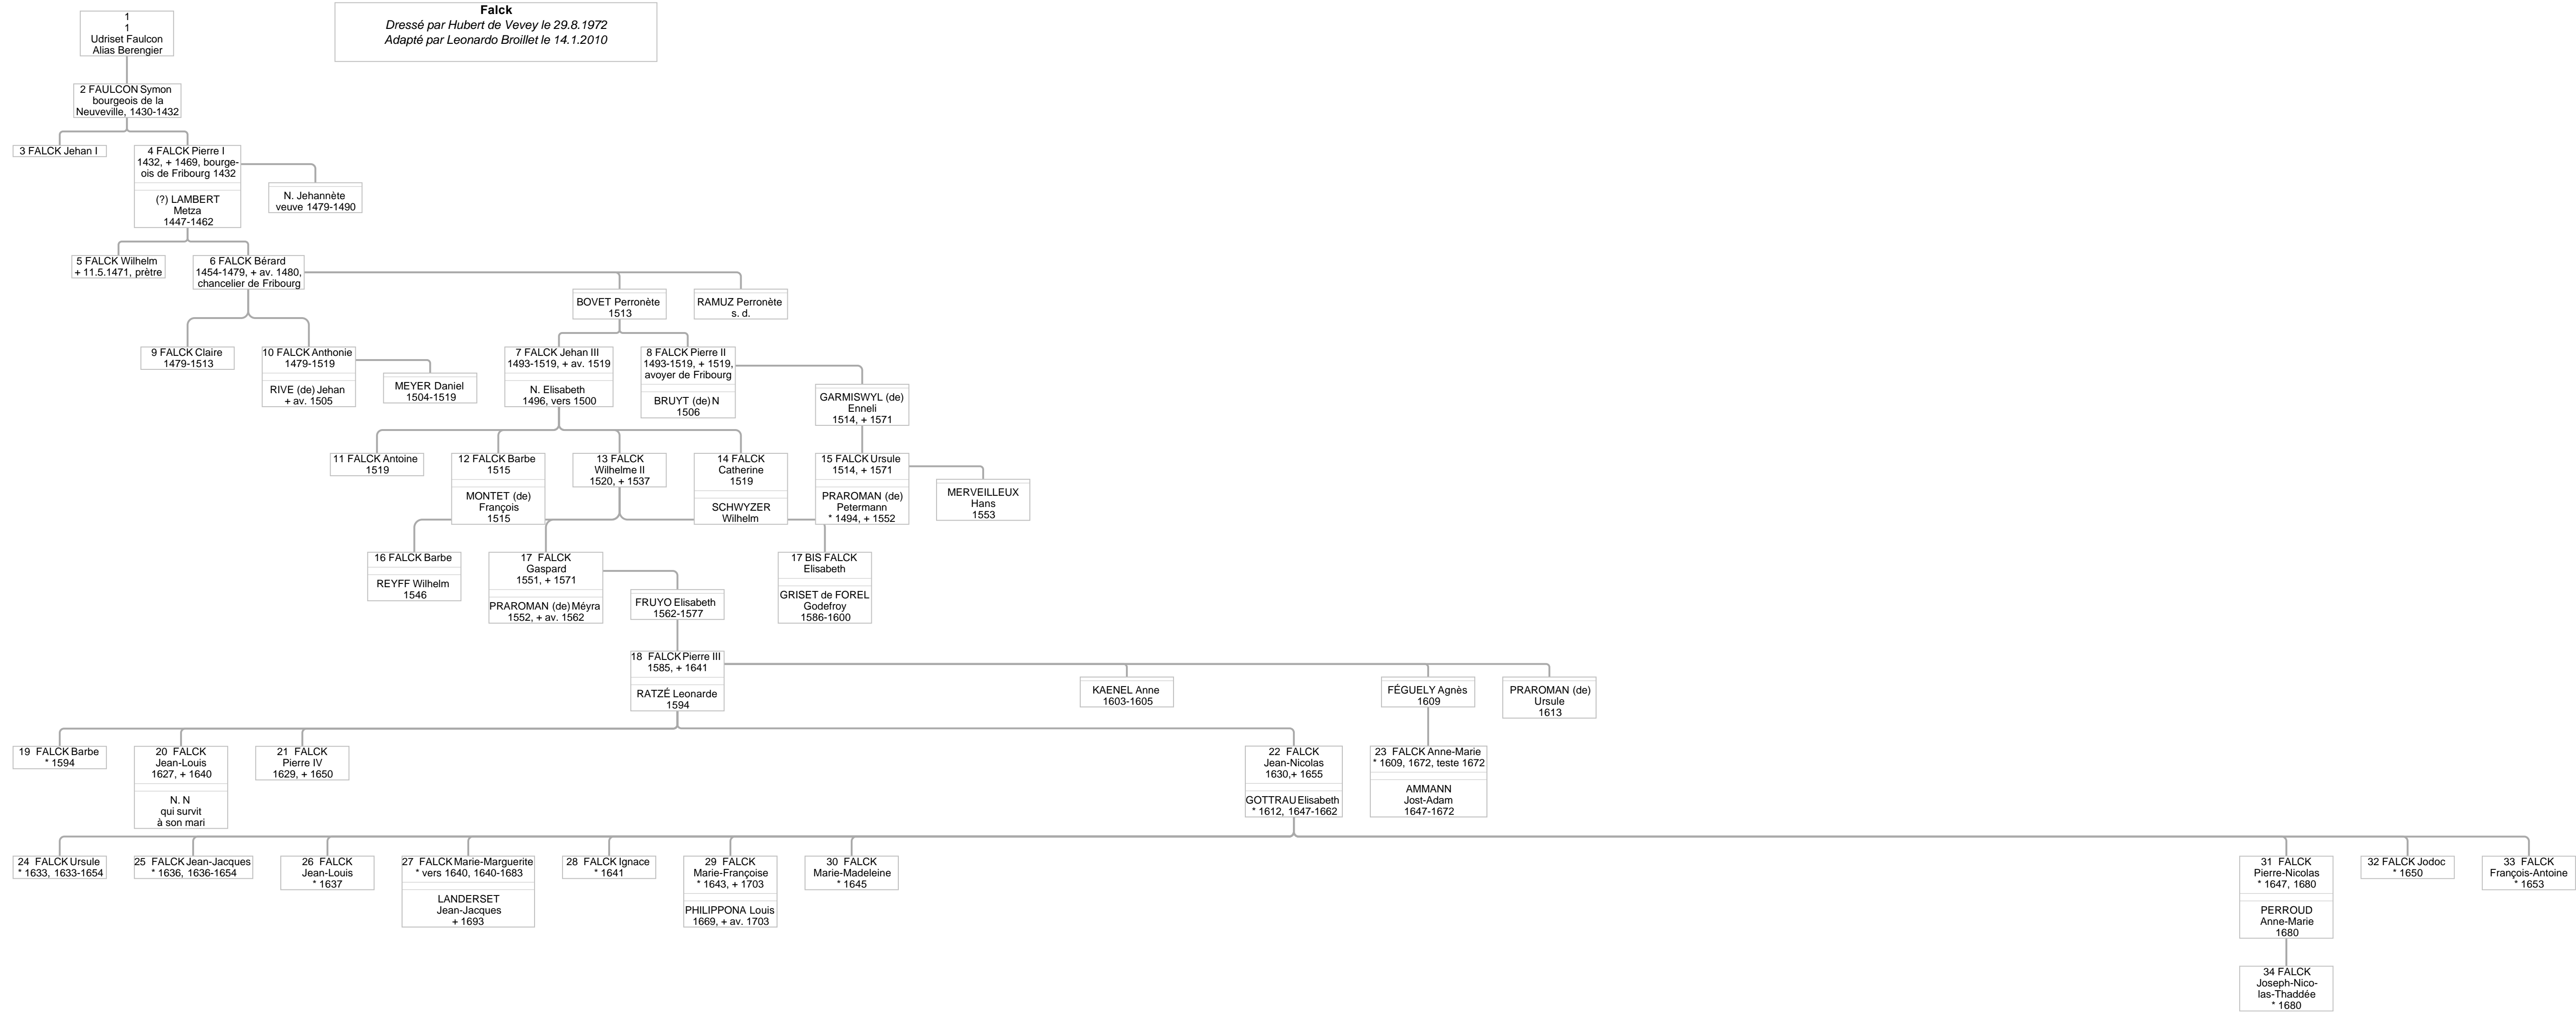 Falck
Dressé par Hubert de Vevey le 29.8.1972
Adapté par Leonardo Broillet le 14.1.2010
1
1
Udriset Faulcon
Alias Berengier
2 FAULCON Symon
bourgeois de la
Neuveville, 1430-1432
3 FALCK Jehan I
4 FALCK Pierre I
1432, + 1469, bourge-
ois de Fribourg 1432
(?) LAMBERT
Metza
1447-1462
N. Jehannète
veuve 1479-1490
5 FALCK Wilhelm
+ 11.5.1471, prètre
6 FALCK Bérard
1454-1479, + av. 1480,
chancelier de Fribourg
BOVET Perronète
1513
RAMUZ Perronète
s. d.
9 FALCK Claire
1479-1513
10 FALCK Anthonie
1479-1519
RIVE (de) Jehan
+ av. 1505
MEYER Daniel
1504-1519
7 FALCK Jehan III
1493-1519, + av. 1519
N. Elisabeth
1496, vers 1500
8 FALCK Pierre II
1493-1519, + 1519,
avoyer de Fribourg
BRUYT (de) N
1506
GARMISWYL (de)
Enneli
1514, + 1571
11 FALCK Antoine
1519
12 FALCK Barbe
1515
MONTET (de)
François
1515
13 FALCK
Wilhelme II
1520, + 1537
14 FALCK
Catherine
1519
SCHWYZER
Wilhelm
15 FALCK Ursule
1514, + 1571
PRAROMAN (de)
Petermann
* 1494, + 1552
MERVEILLEUX
Hans
1553
16 FALCK Barbe
REYFF Wilhelm
1546
17 FALCK
Gaspard
1551, + 1571
PRAROMAN (de) Méyra
1552, + av. 1562
FRUYO Elisabeth
1562-1577
17 BIS FALCK
Elisabeth
GRISET de FOREL
Godefroy
1586-1600
18 FALCK Pierre III
1585, + 1641
RATZÉ Leonarde
1594
KAENEL Anne
1603-1605
FÉGUELY Agnès
1609
PRAROMAN (de)
Ursule
1613
19 FALCK Barbe
* 1594
20 FALCK
Jean-Louis
1627, + 1640
N. N
qui survit
à son mari
21 FALCK
Pierre IV
1629, + 1650
22 FALCK
Jean-Nicolas
1630,+ 1655
GOTTRAU Elisabeth
* 1612, 1647-1662
23 FALCK Anne-Marie
* 1609, 1672, teste 1672
AMMANN
Jost-Adam
1647-1672
24 FALCK Ursule
* 1633, 1633-1654
25 FALCK Jean-Jacques
* 1636, 1636-1654
26 FALCK
Jean-Louis
* 1637
27 FALCK Marie-Marguerite
* vers 1640, 1640-1683
LANDERSET
Jean-Jacques
+ 1693
28 FALCK Ignace
* 1641
29 FALCK
Marie-Françoise
* 1643, + 1703
PHILIPPONA Louis
1669, + av. 1703
30 FALCK
Marie-Madeleine
* 1645
31 FALCK
Pierre-Nicolas
* 1647, 1680
PERROUD
Anne-Marie
1680
32 FALCK Jodoc
* 1650
33 FALCK
François-Antoine
* 1653
34 FALCK
Joseph-Nico-
las-Thaddée
* 1680